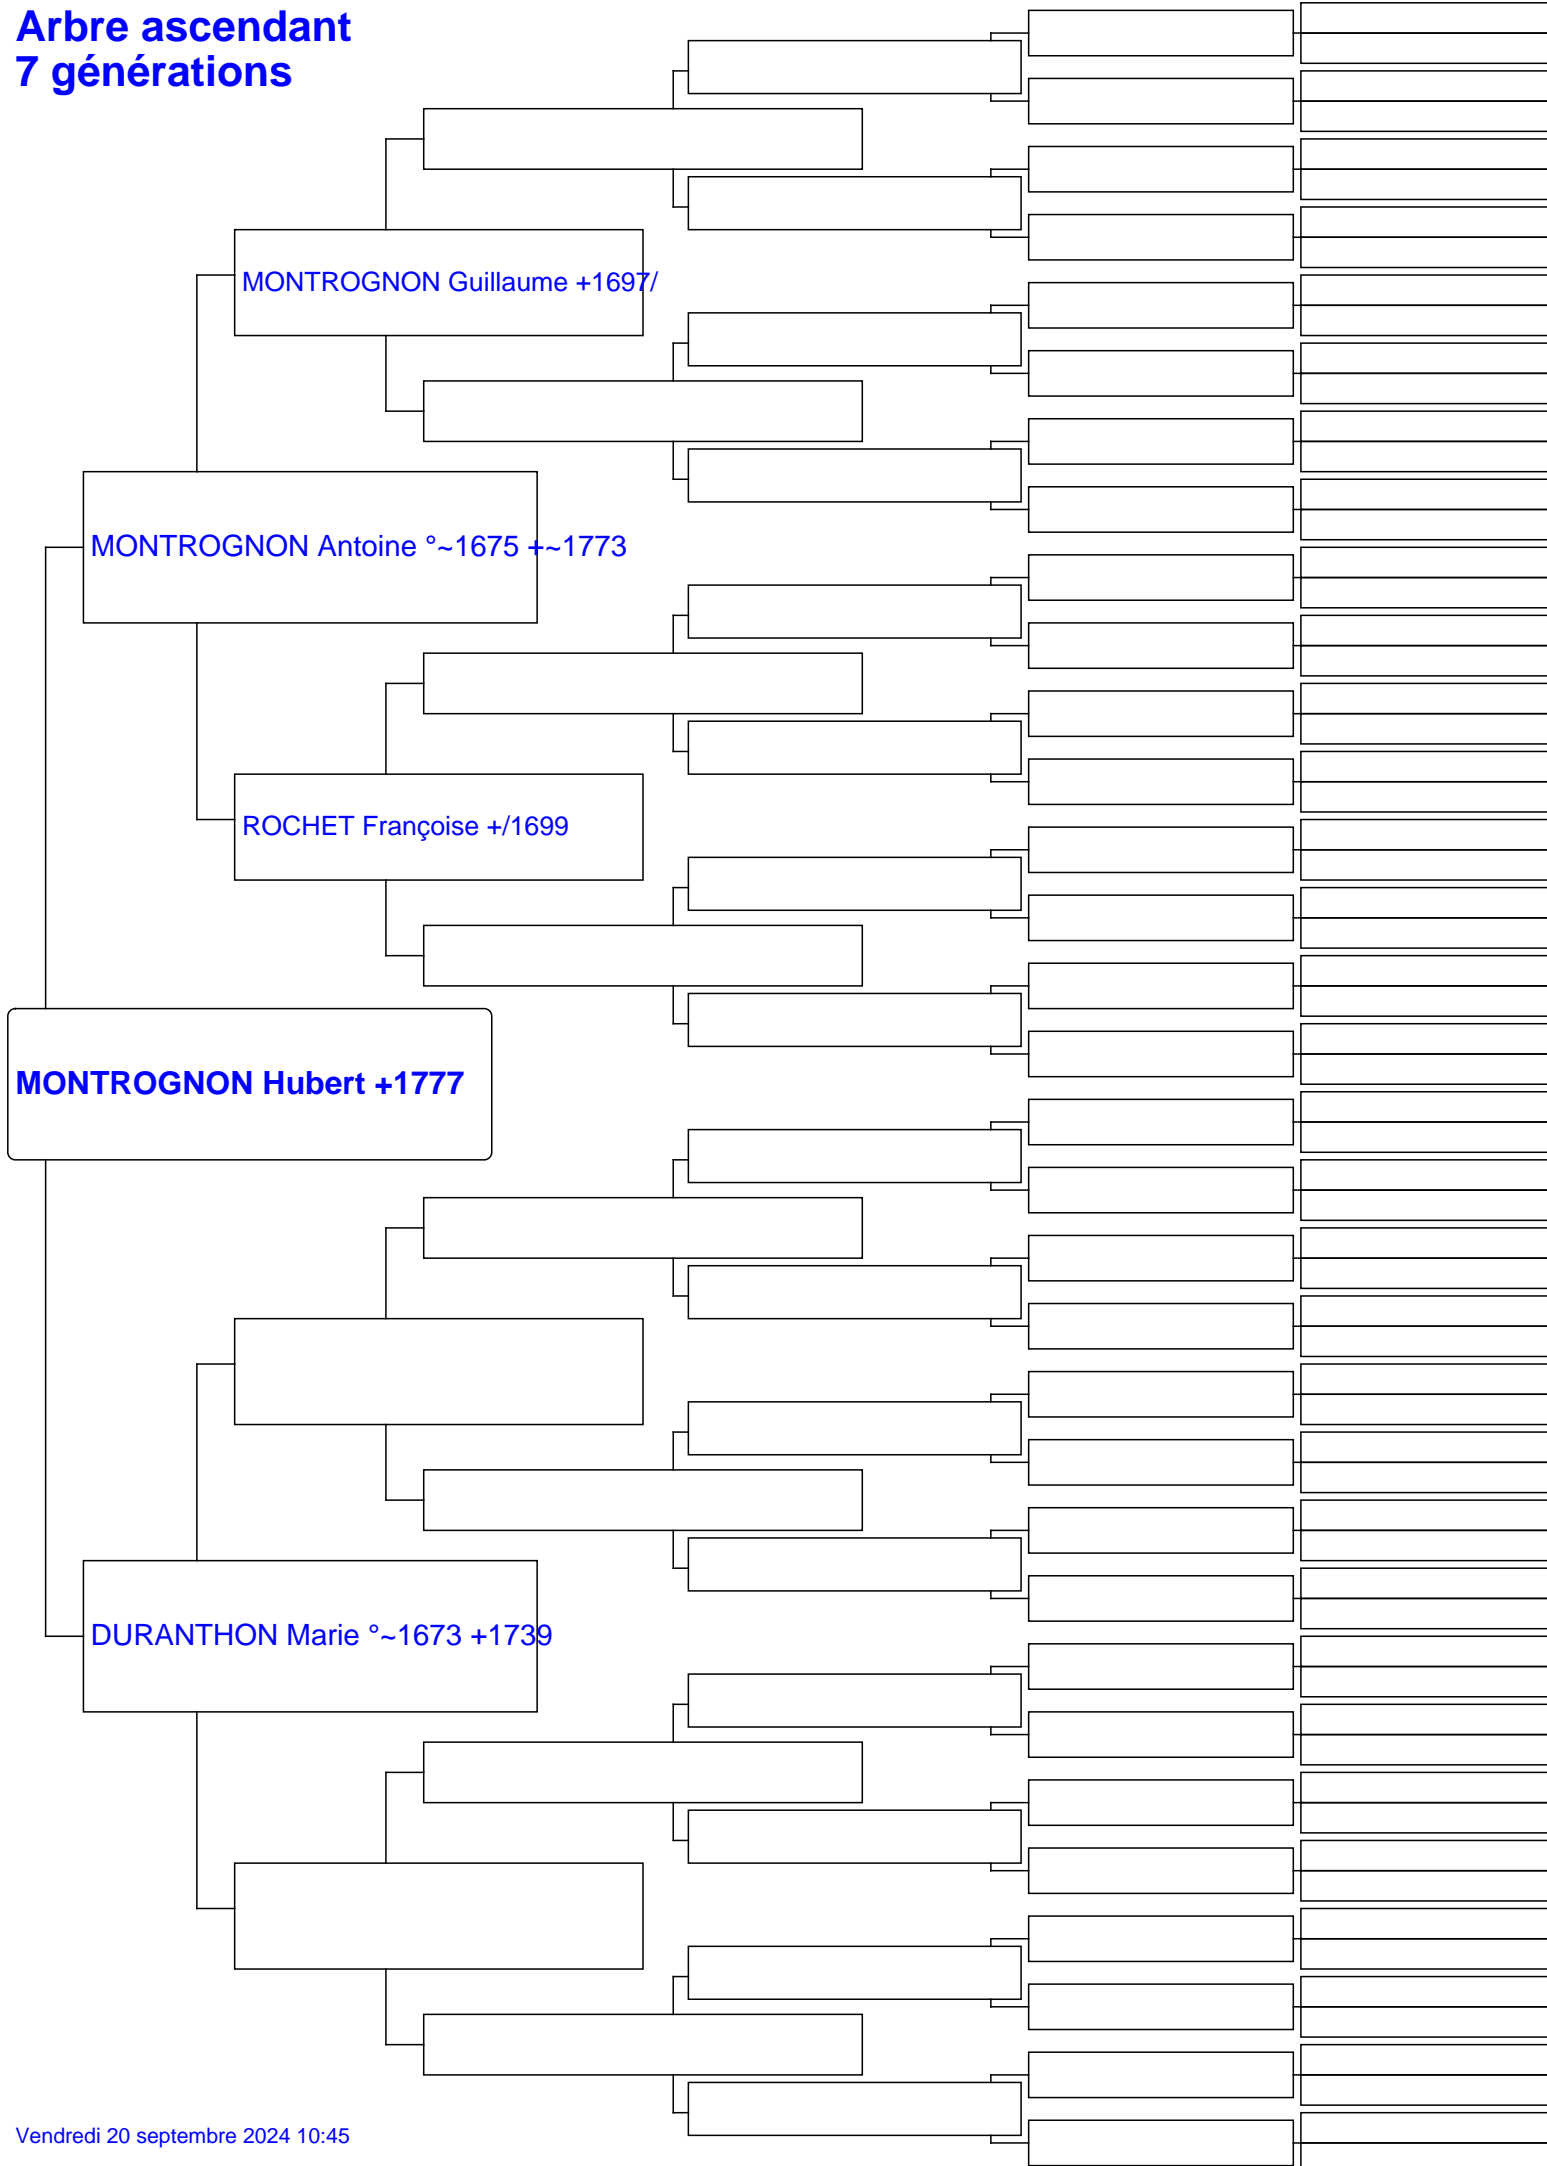 Arbre ascendant
7 générations
MONTROGNON Guillaume +1697/
MONTROGNON Antoine °~1675 +~1773
ROCHET Françoise +/1699
MONTROGNON Hubert +1777
DURANTHON Marie °~1673 +1739
Vendredi 20 septembre 2024 10:45